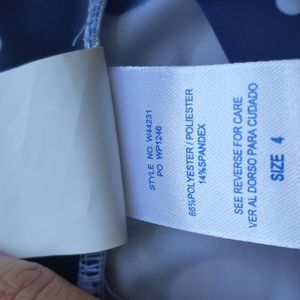 STYLE NO. W44231
PO WP1246
86%POLYESTER / POLIESTER
14%SPANDEX
SEE REVERSE FOR CARE
VER AL DORSO PARA CUDADO
SIZE 4